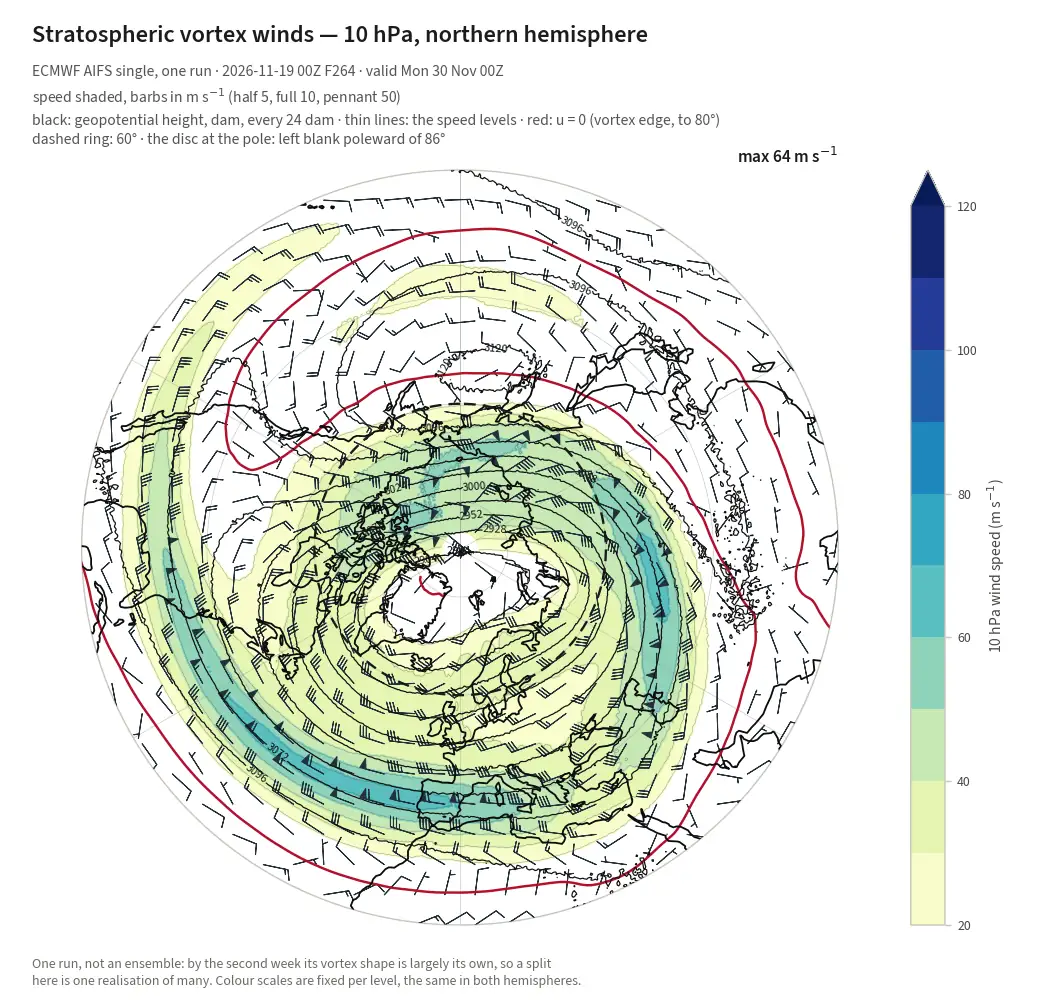 Stratospheric vortex winds — 10 hPa, northern hemisphere
ECMWF AIFS single, one run · 2026-11-19 00Z F264 · valid Mon 30 Nov 00Z
speed shaded, barbs in m s⁻¹ (half 5, full 10, pennant 50)
black: geopotential height, dam, every 24 dam · thin lines: the speed levels · red: u = 0 (vortex edge, to 80°)
dashed ring: 60° · the disc at the pole: left blank poleward of 86°
max 64 m s⁻¹
3096
3096
3120
3000
2952
2928
3072
3096
120
100
80
60
40
20
10 hPa wind speed (m s⁻¹)
One run, not an ensemble: by the second week its vortex shape is largely its own, so a split
here is one realisation of many. Colour scales are fixed per level, the same in both hemispheres.